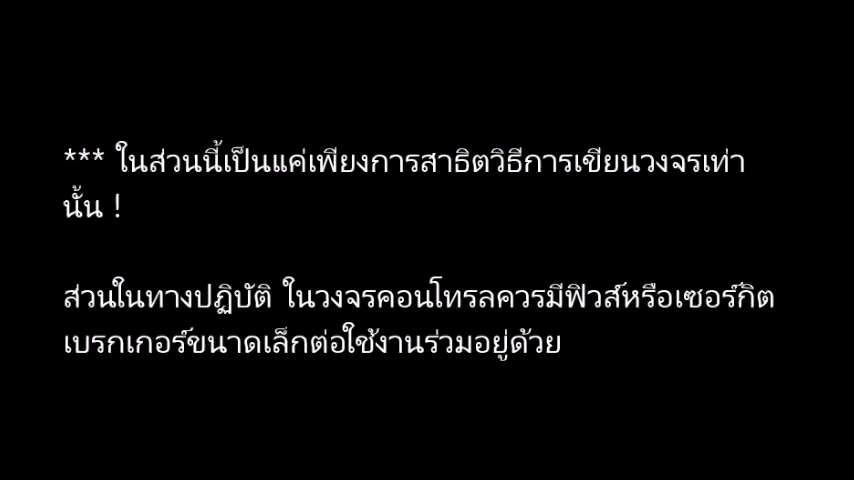 *** ในส่วนนี้เป็นแค่เพียงการสาธิตวิธีการเขียนวงจรเท่า
นั้น !
ส่วนในทางปฏิบัติ ในวงจรคอนโทรลควรมีฟิวส์หรือเซอร์กิต
เบรกเกอร์ขนาดเล็กต่อใช้งานร่วมอยู่ด้วย